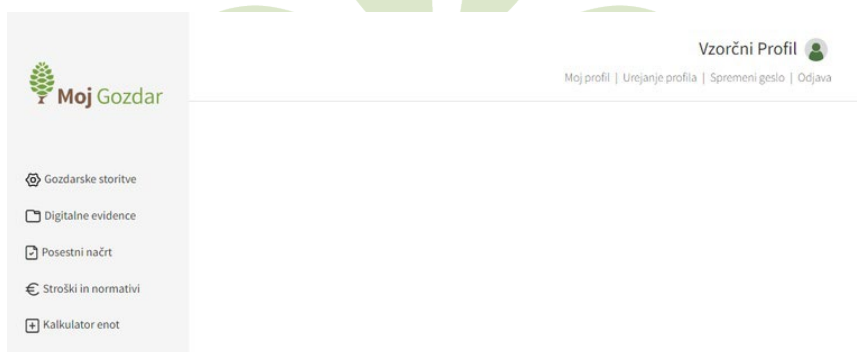 Vzorčni Profil
Moj profil | Urejanje profila | Spremeni geslo | Odjava
Moj Gozdar
Gozdarske storitve
Digitalne evidence
Posestni načrt
Stroški in normativi
Kalkulator enot